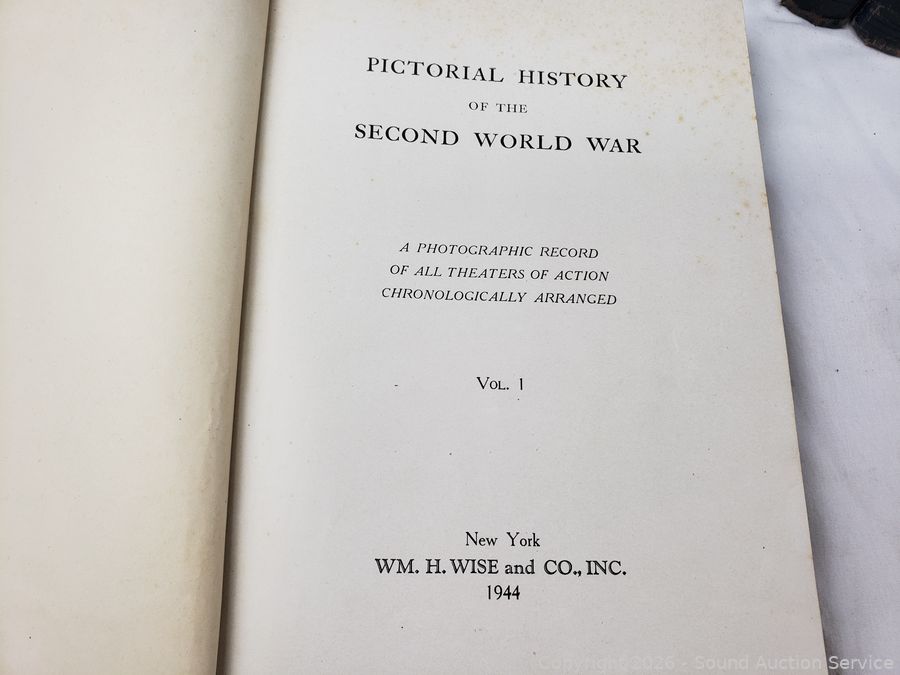 PICTORIAL HISTORY
OF THE
SECOND WORLD WAR
A PHOTOGRAPHIC RECORD
OF ALL THEATERS OF ACTION
CHRONOLOGICALLY ARRANGED
VOL. 1
New York
WM. H. WISE and CO., INC.
1944
Copyright 2026 - Sound Auction Service